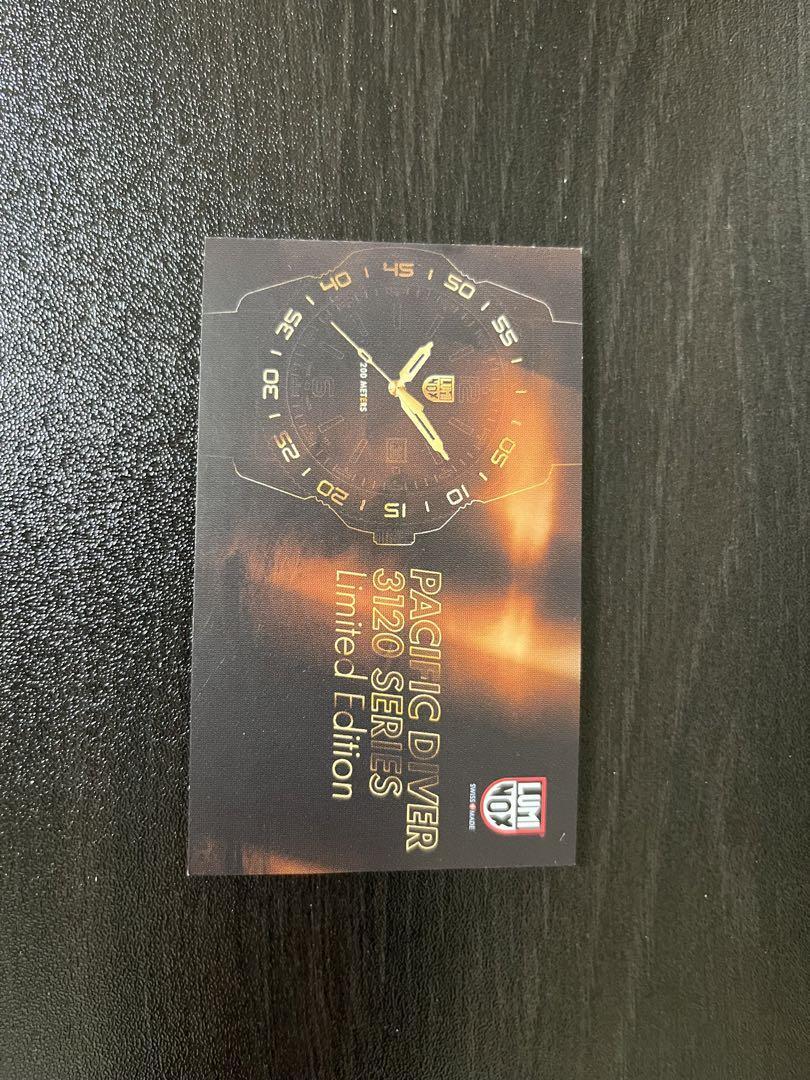 LUMI
NOX
SWISS MADE
PACIFIC DIVER
3120 SERIES
Limited Edition
55
05
10
15
20
25
30
35
40
45
50
LUMI
NOX
200 METERS